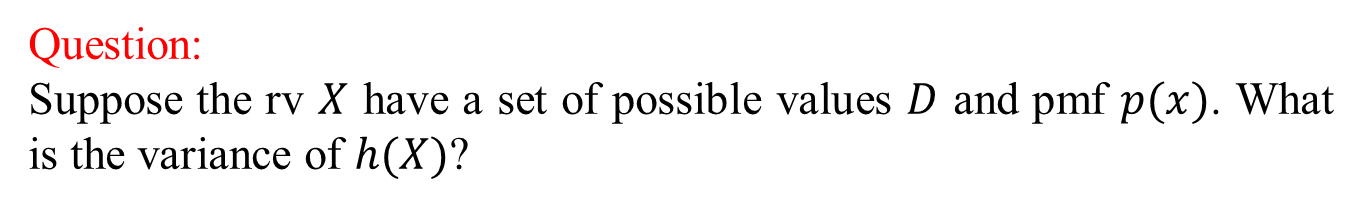 Question:
Suppose the rv X have a set of possible values D and pmf p(x). What
is the variance of h(X)?